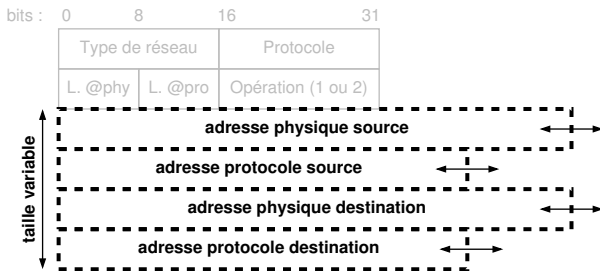 bits : 0 8 16 31
Type de réseau Protocole
L. @phy L. @pro Opération (1 ou 2)
adresse physique source
adresse protocole source
adresse physique destination
adresse protocole destination
taille variable